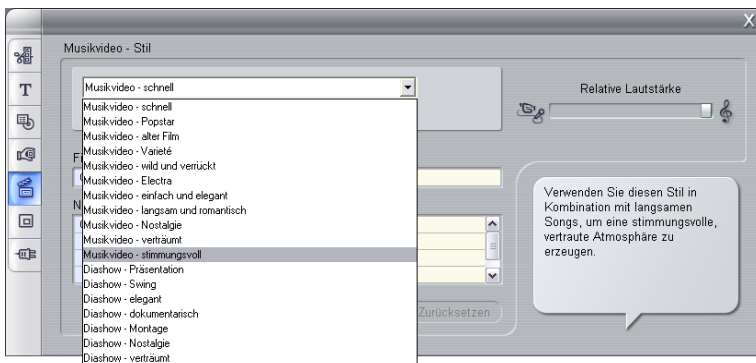 X
Musikvideo - Stil
T
Musikvideo - schnell
Relative Lautstärke
Musikvideo - schnell
Musikvideo - Popstar
Musikvideo - alter Film
Musikvideo - Varieté
Musikvideo - wild und verrückt
Musikvideo - Electra
Musikvideo - einfach und elegant
Musikvideo - langsam und romantisch
Musikvideo - Nostalgie
Musikvideo - verträumt
Musikvideo - stimmungsvoll
Diashow - Präsentation
Diashow - Swing
Diashow - elegant
Diashow - dokumentarisch
Diashow - Montage
Diashow - Nostalgie
Diashow - verträumt
Verwenden Sie diesen Stil in
Kombination mit langsamen
Songs, um eine stimmungsvolle,
vertraute Atmosphäre zu
erzeugen.
Zurücksetzen